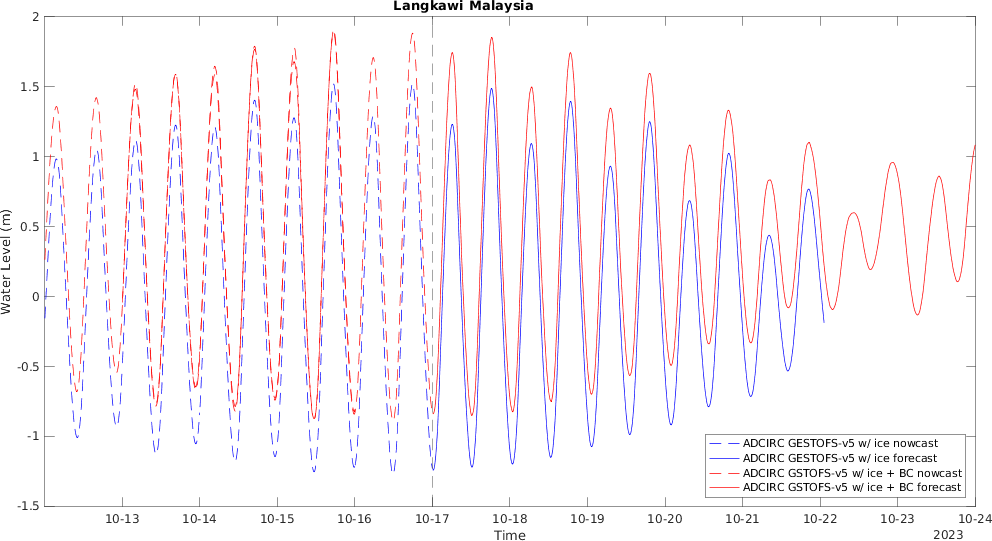 Langkawi Malaysia
2
1.5
1
0.5
0
-0.5
-1
-1.5
Water Level (m)
10-13 10-14 10-15 10-16 10-17 10-18 10-19 10-20 10-21 10-22 10-23 10-24
Time
2023
ADCIRC GESTOFS-v5 w/ ice nowcast
ADCIRC GESTOFS-v5 w/ ice forecast
ADCIRC GSTOFS-v5 w/ ice + BC nowcast
ADCIRC GSTOFS-v5 w/ ice + BC forecast